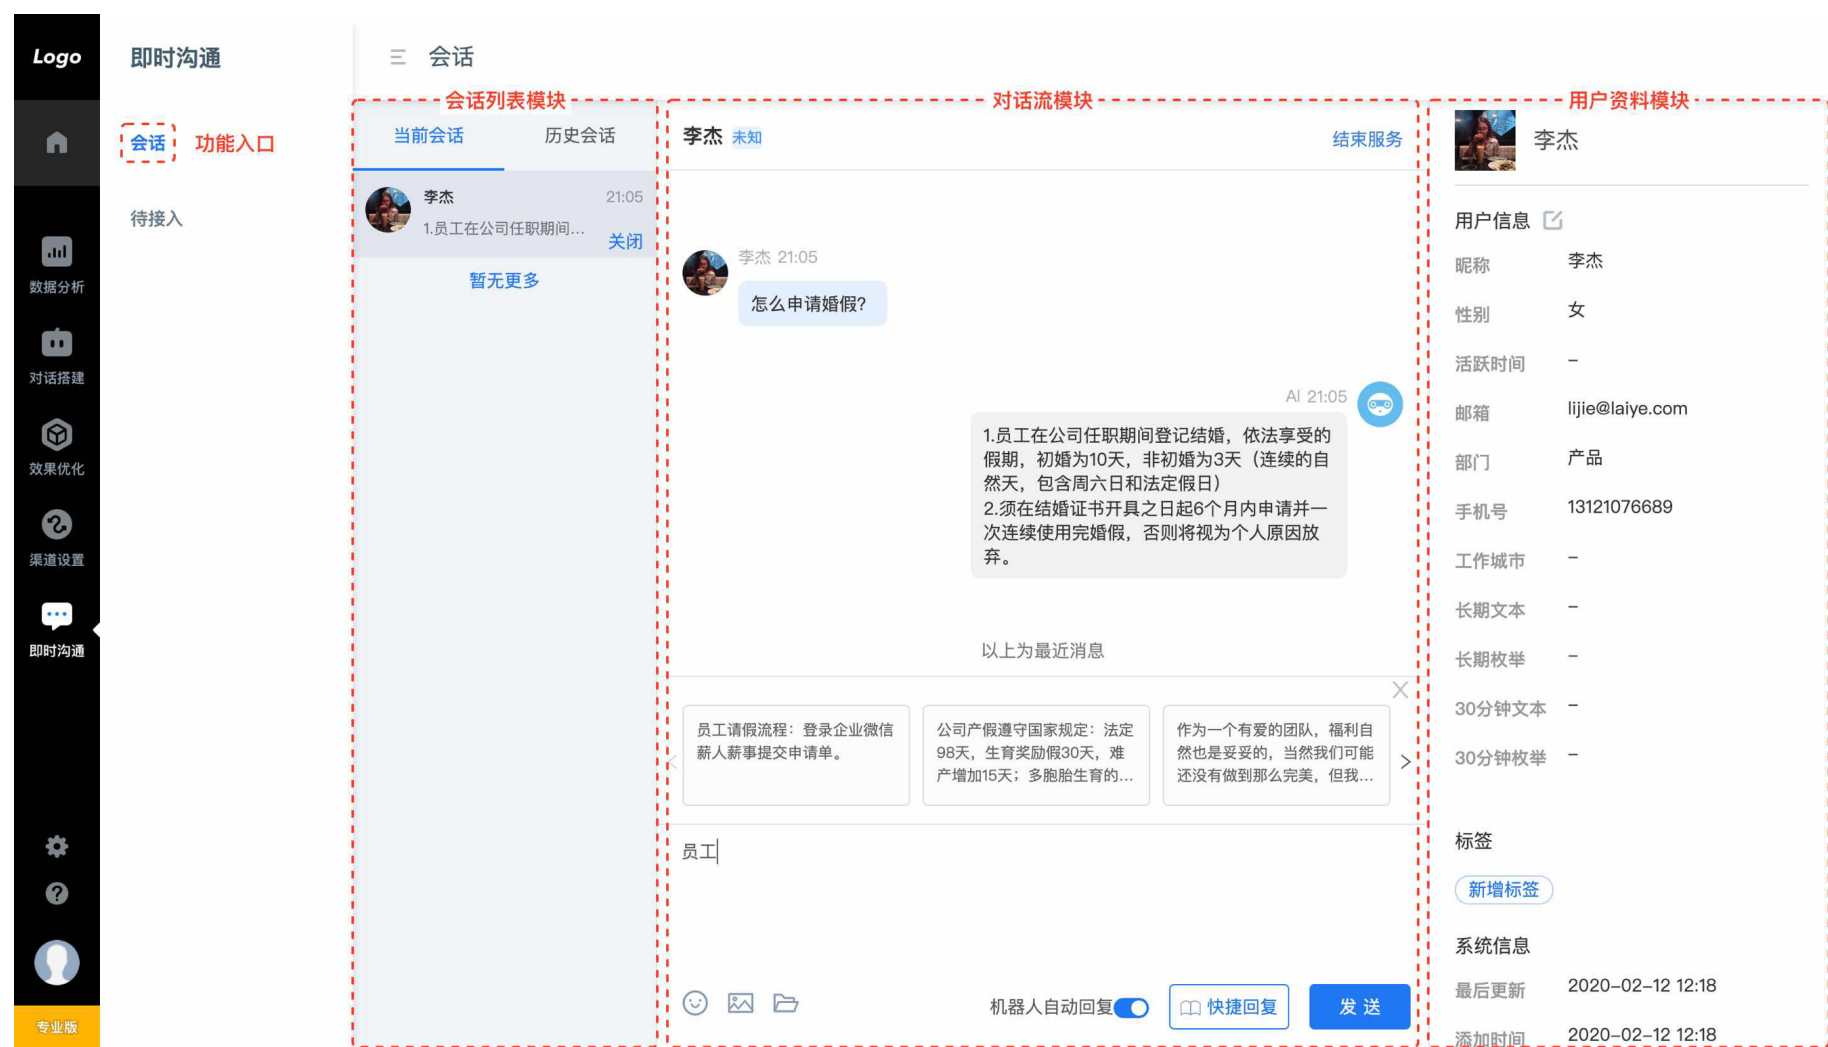 Logo
即时沟通
会话
会话列表模块
对话流模块
用户资料模块
会话
功能入口
待接入
数据分析
对话搭建
效果优化
渠道设置
即时沟通
专业版
当前会话
历史会话
李杰
21:05
1.员工在公司任职期间...
关闭
暂无更多
李杰 未知
结束服务
李杰 21:05
怎么申请婚假?
AI 21:05
1.员工在公司任职期间登记结婚，依法享受的
假期，初婚为10天，非初婚为3天（连续的自
然天，包含周六日和法定假日）
2.须在结婚证书开具之日起6个月内申请并一
次连续使用完婚假，否则将视为个人原因放
弃。
以上为最近消息
员工请假流程：登录企业微信
薪人薪事提交申请单。
公司产假遵守国家规定：法定
98天，生育奖励假30天，难
产增加15天；多胞胎生育的...
作为一个有爱的团队，福利自
然也是妥妥的，当然我们可能
还没有做到那么完美，但我...
员工
机器人自动回复
快捷回复
发 送
李杰
用户信息
昵称 李杰
性别 女
活跃时间 –
邮箱 lijie@laiye.com
部门 产品
手机号 13121076689
工作城市 –
长期文本 –
长期枚举 –
30分钟文本 –
30分钟枚举 –
标签
新增标签
系统信息
最后更新 2020–02–12 12:18
添加时间 2020–02–12 12:18